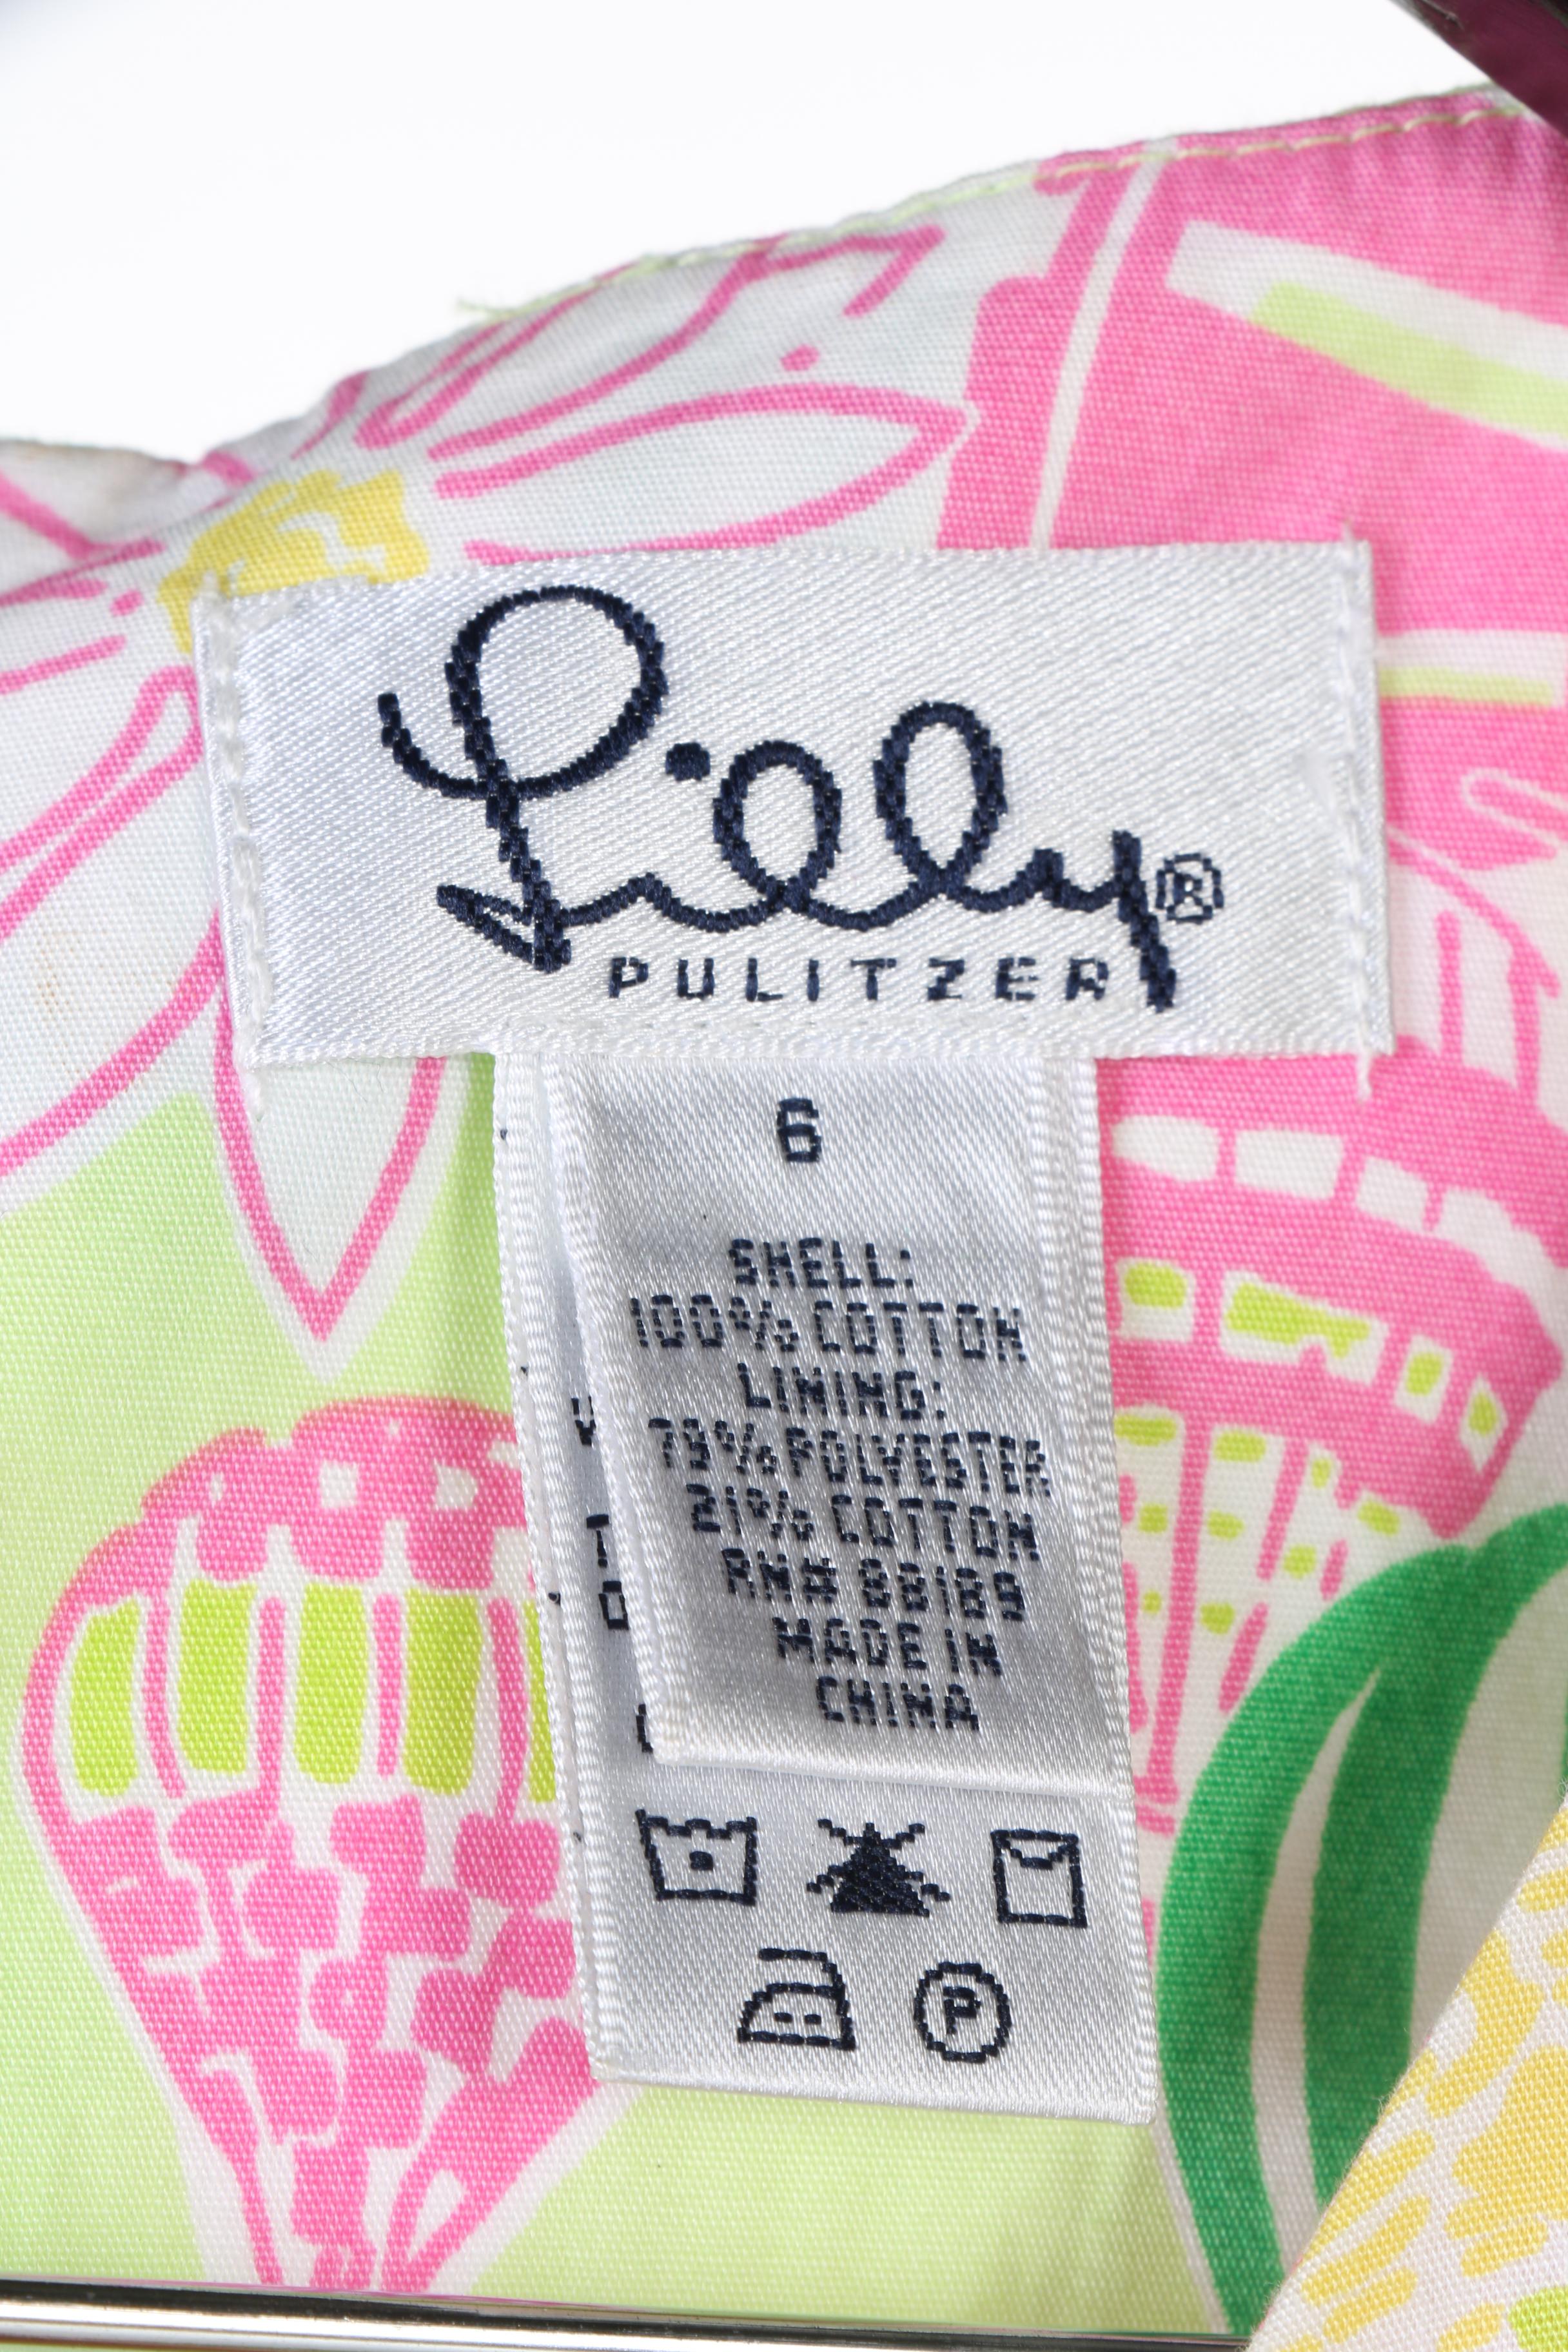 Lilly®
PULITZER
6
SHELL:
100% COTTON
LINING:
79% POLYESTER
21% COTTON
RN# 88189
MADE IN
CHINA
P